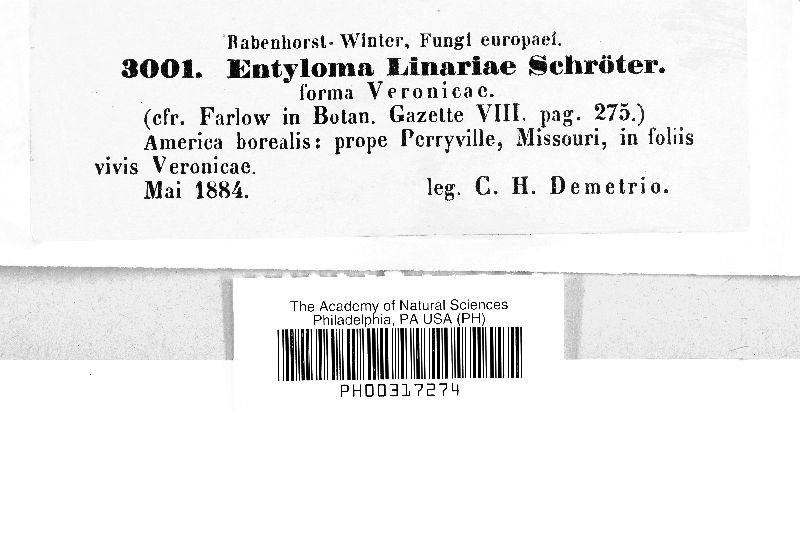 Rabenhorst-Winter, Fungi europaei.
3001. Entyloma Linariae Schröter.
forma Veronicae.
(cfr. Farlow in Botan. Gazette VIII. pag. 275.)
America borealis: prope Perryville, Missouri, in foliis
vivis Veronicae.
Mai 1884. leg. C. H. Demetrio.
The Academy of Natural Sciences
Philadelphia, PA USA (PH)
PH00317274